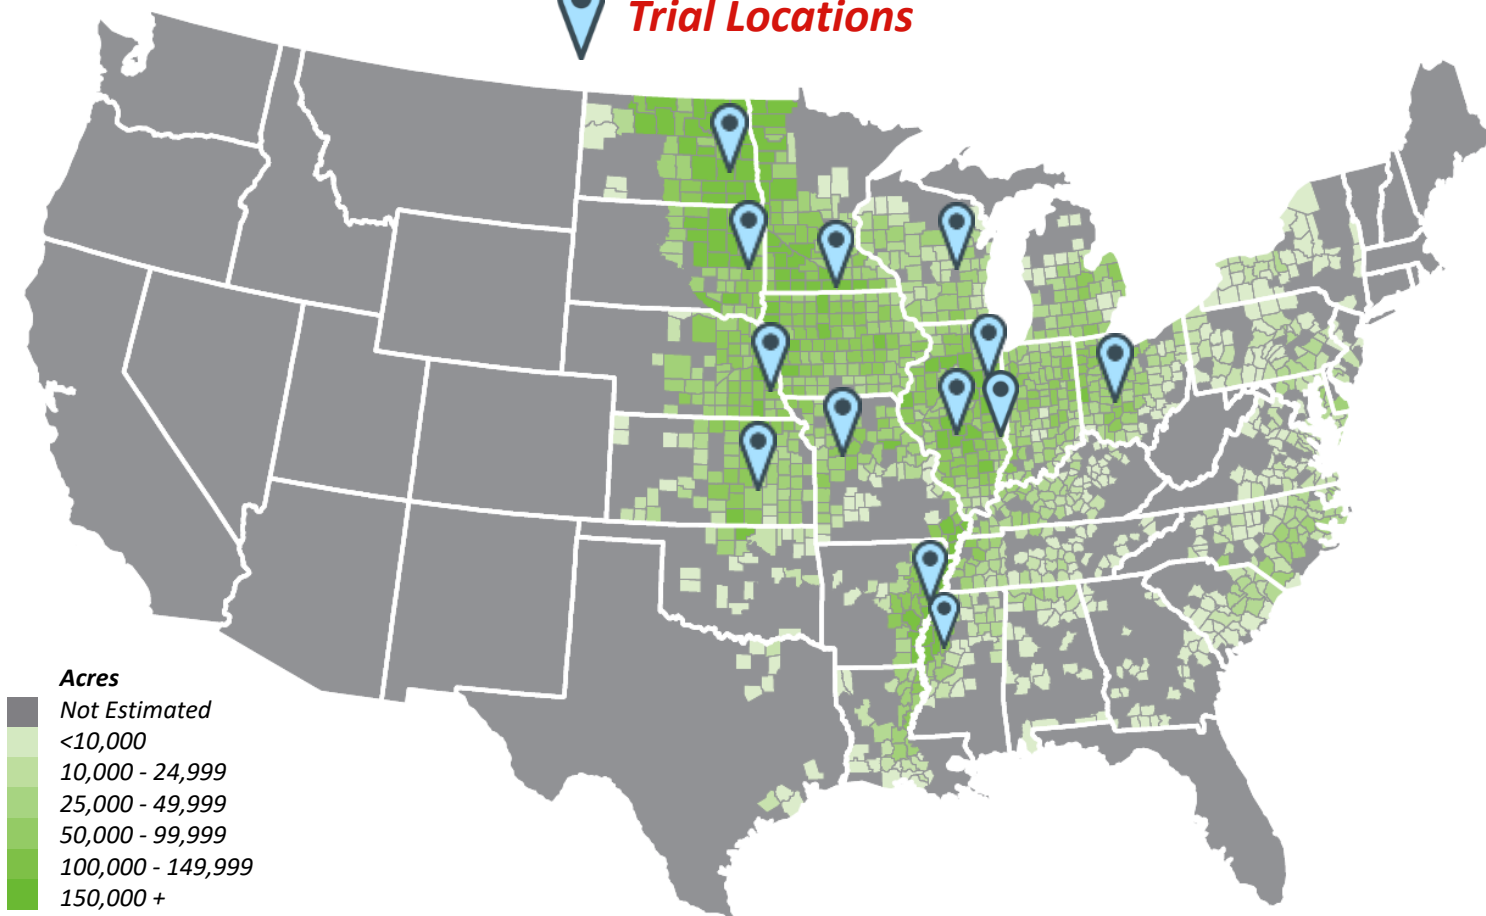 Trial Locations
Acres
Not Estimated
<10,000
10,000 - 24,999
25,000 - 49,999
50,000 - 99,999
100,000 - 149,999
150,000 +